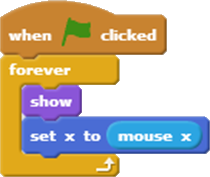 when clicked
forever
show
set x to mouse x